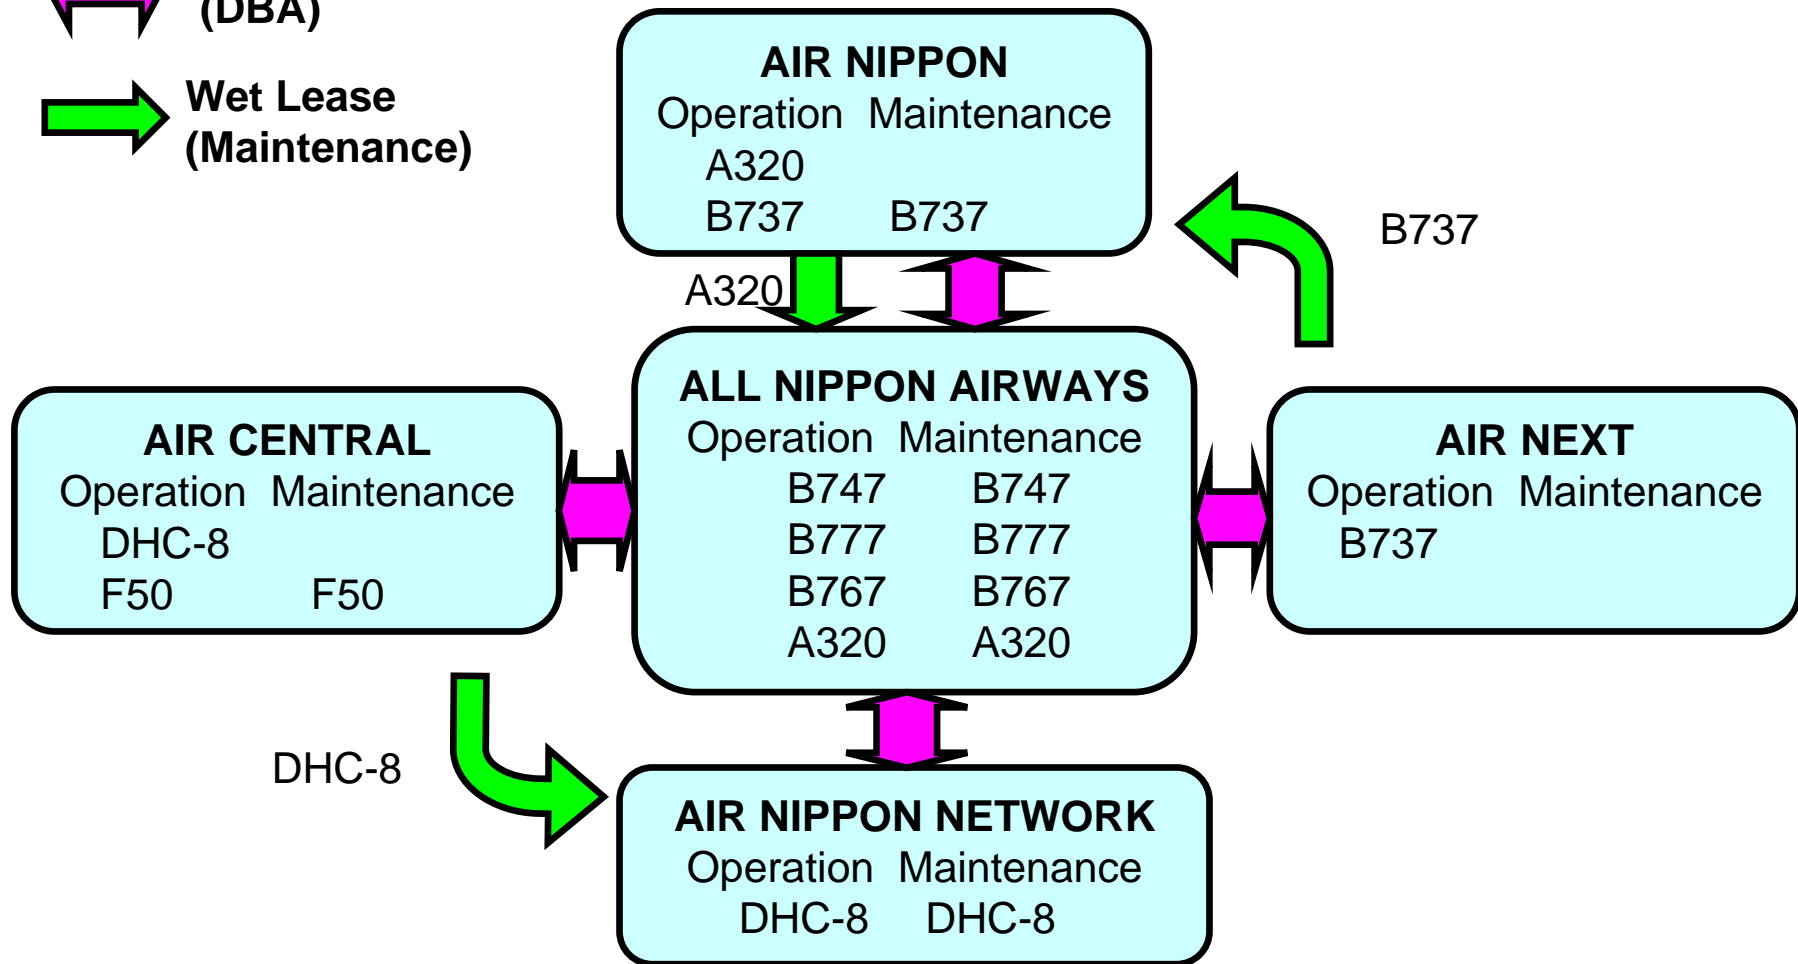 (DBA)
Wet Lease
(Maintenance)
AIR NIPPON
Operation Maintenance
A320
B737 B737
B737
A320
ALL NIPPON AIRWAYS
Operation Maintenance
B747 B747
B777 B777
B767 B767
A320 A320
AIR CENTRAL
Operation Maintenance
DHC-8
F50 F50
AIR NEXT
Operation Maintenance
B737
DHC-8
AIR NIPPON NETWORK
Operation Maintenance
DHC-8 DHC-8